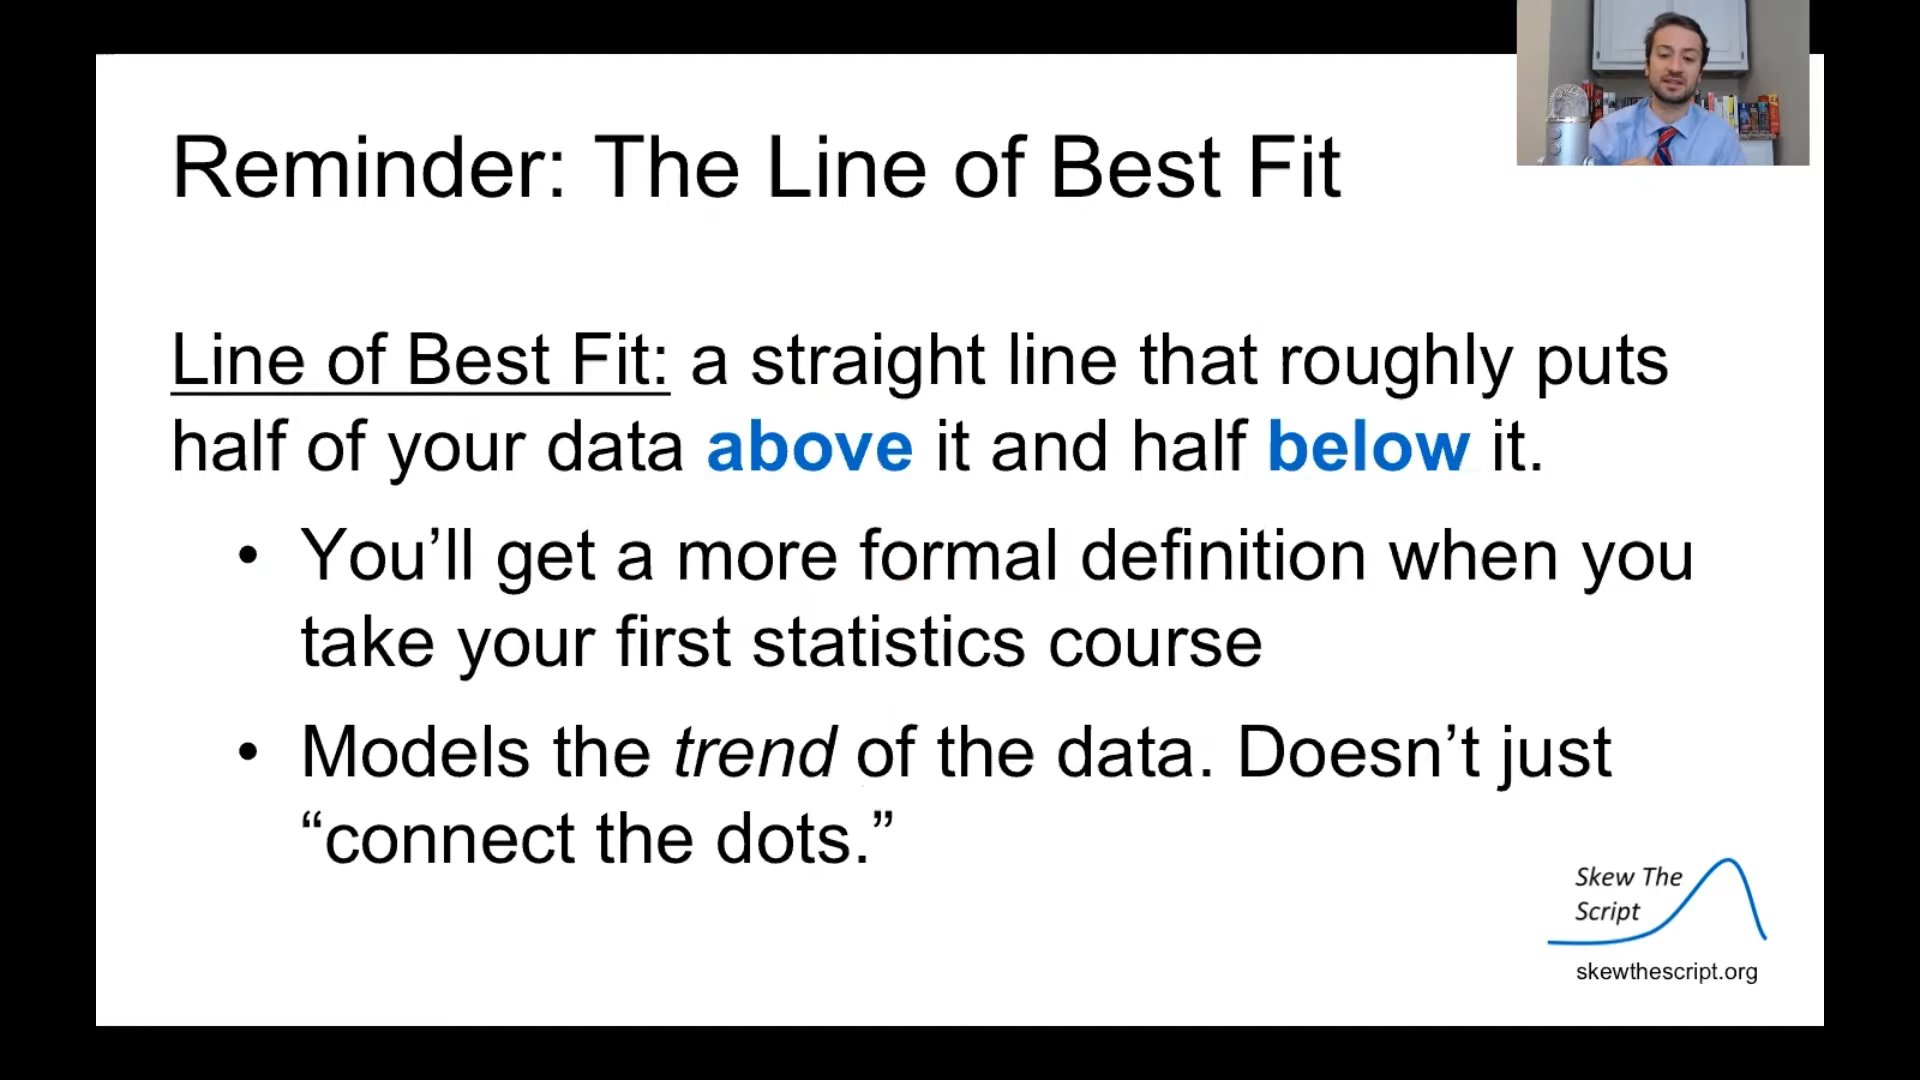 Reminder: The Line of Best Fit
Line of Best Fit: a straight line that roughly puts
half of your data above it and half below it.
• You’ll get a more formal definition when you
take your first statistics course
• Models the trend of the data. Doesn’t just
“connect the dots.”
Skew The
Script
skewthescript.org